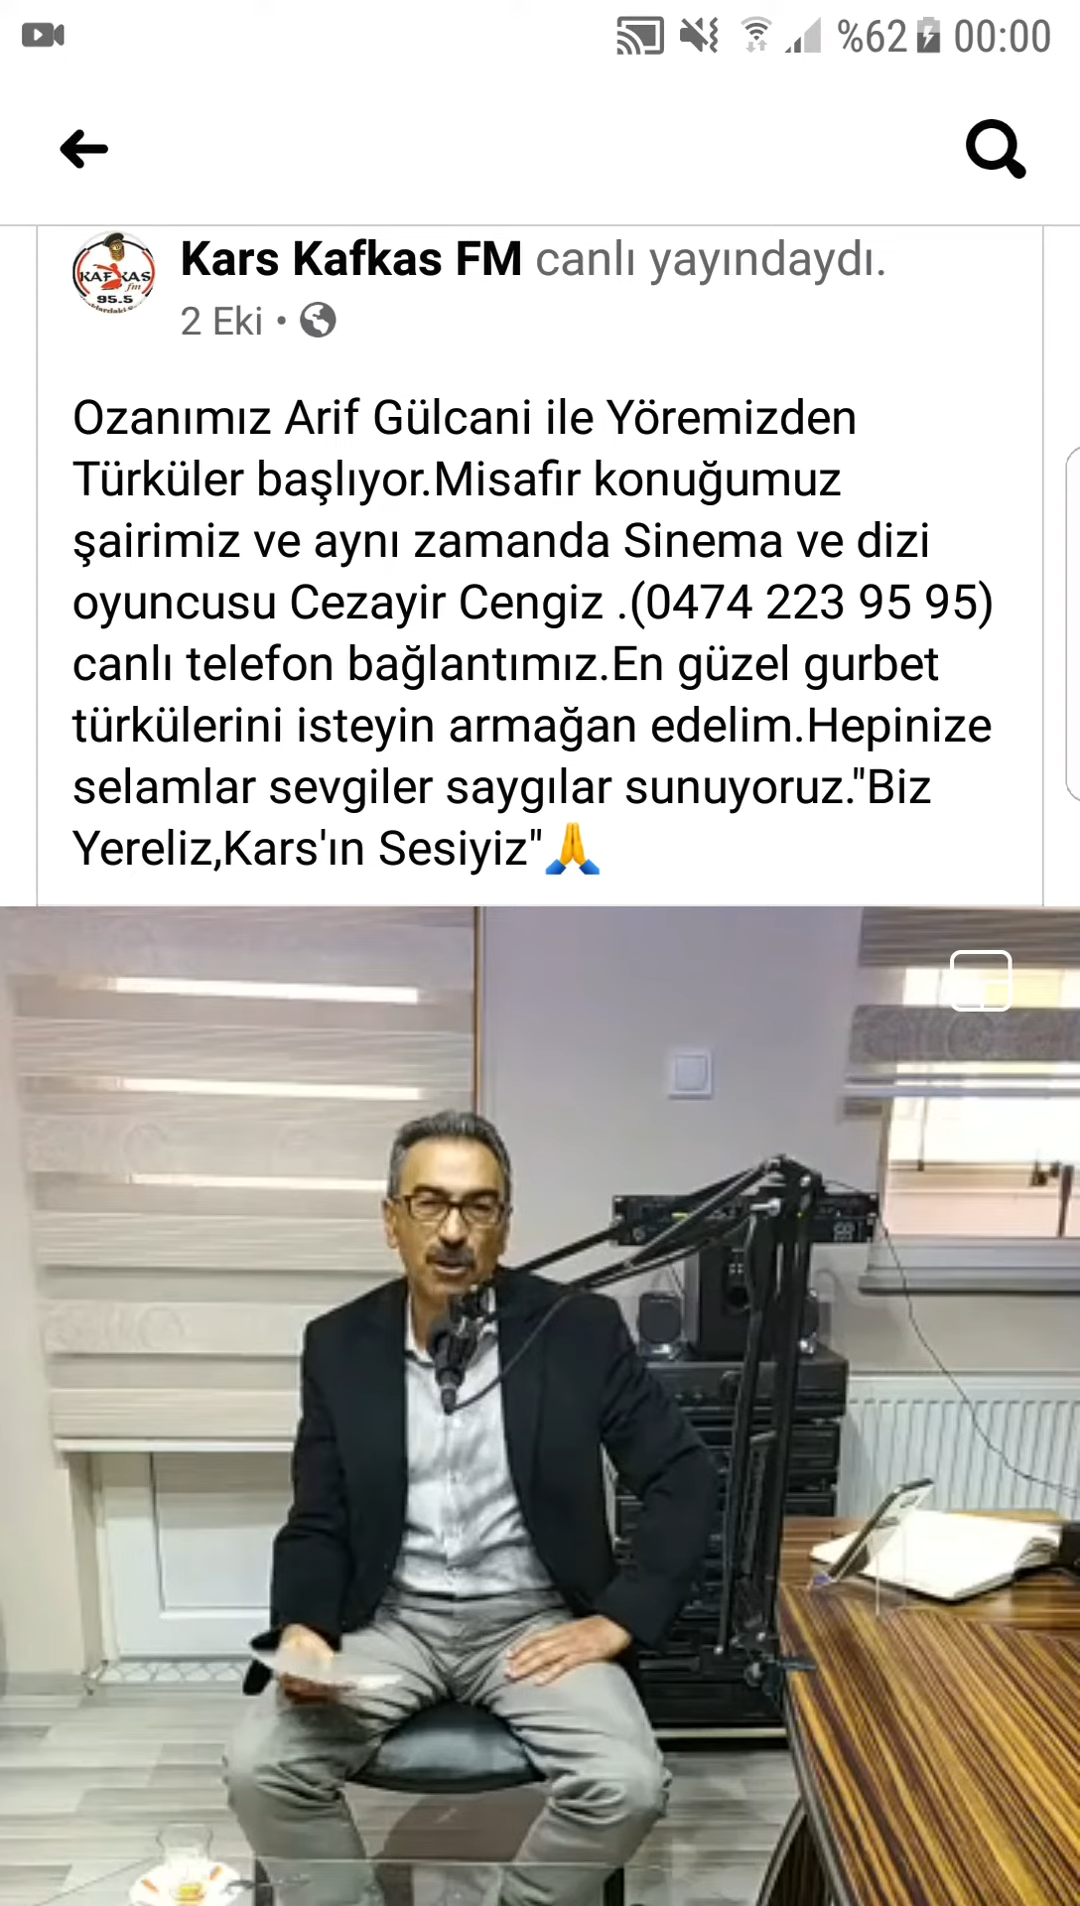 %62 00:00
Kars Kafkas FM canlı yayındaydı.
KAFKAS
fm
95.5
2 Eki •
Ozanımız Arif Gülcani ile Yöremizden
Türküler başlıyor.Misafir konuğumuz
şairimiz ve aynı zamanda Sinema ve dizi
oyuncusu Cezayir Cengiz .(0474 223 95 95)
canlı telefon bağlantımız.En güzel gurbet
türkülerini isteyin armağan edelim.Hepinize
selamlar sevgiler saygılar sunuyoruz."Biz
Yereliz,Kars'ın Sesiyiz"🙏